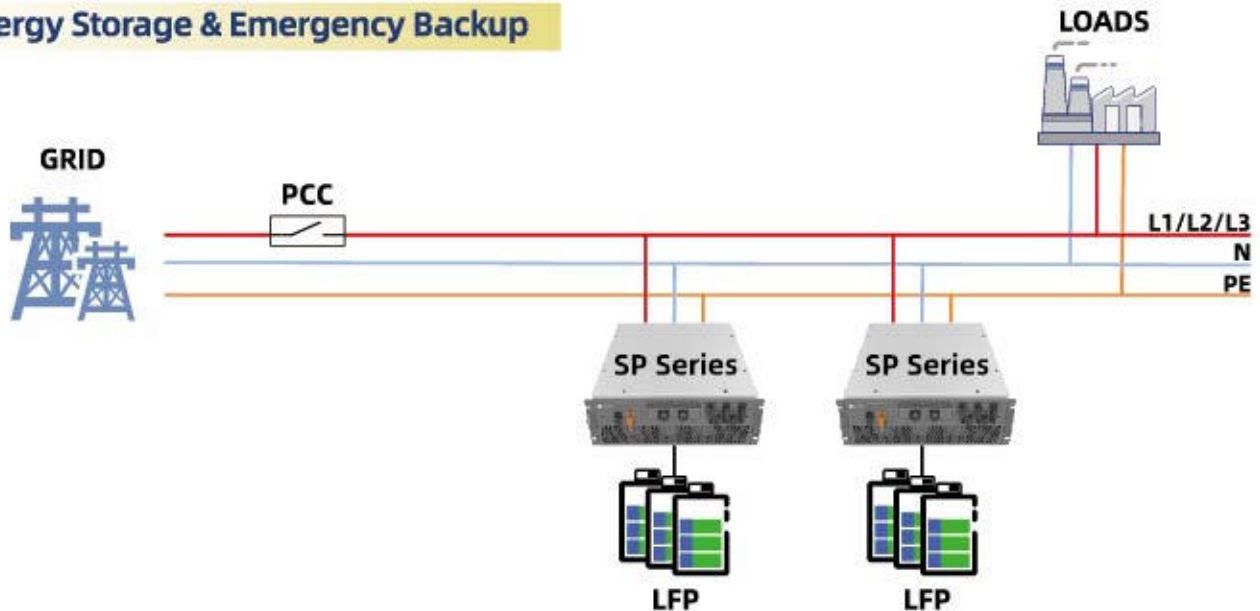 ergy Storage & Emergency Backup
LOADS
GRID
PCC
L1/L2/L3
N
PE
SP Series
SP Series
LFP
LFP